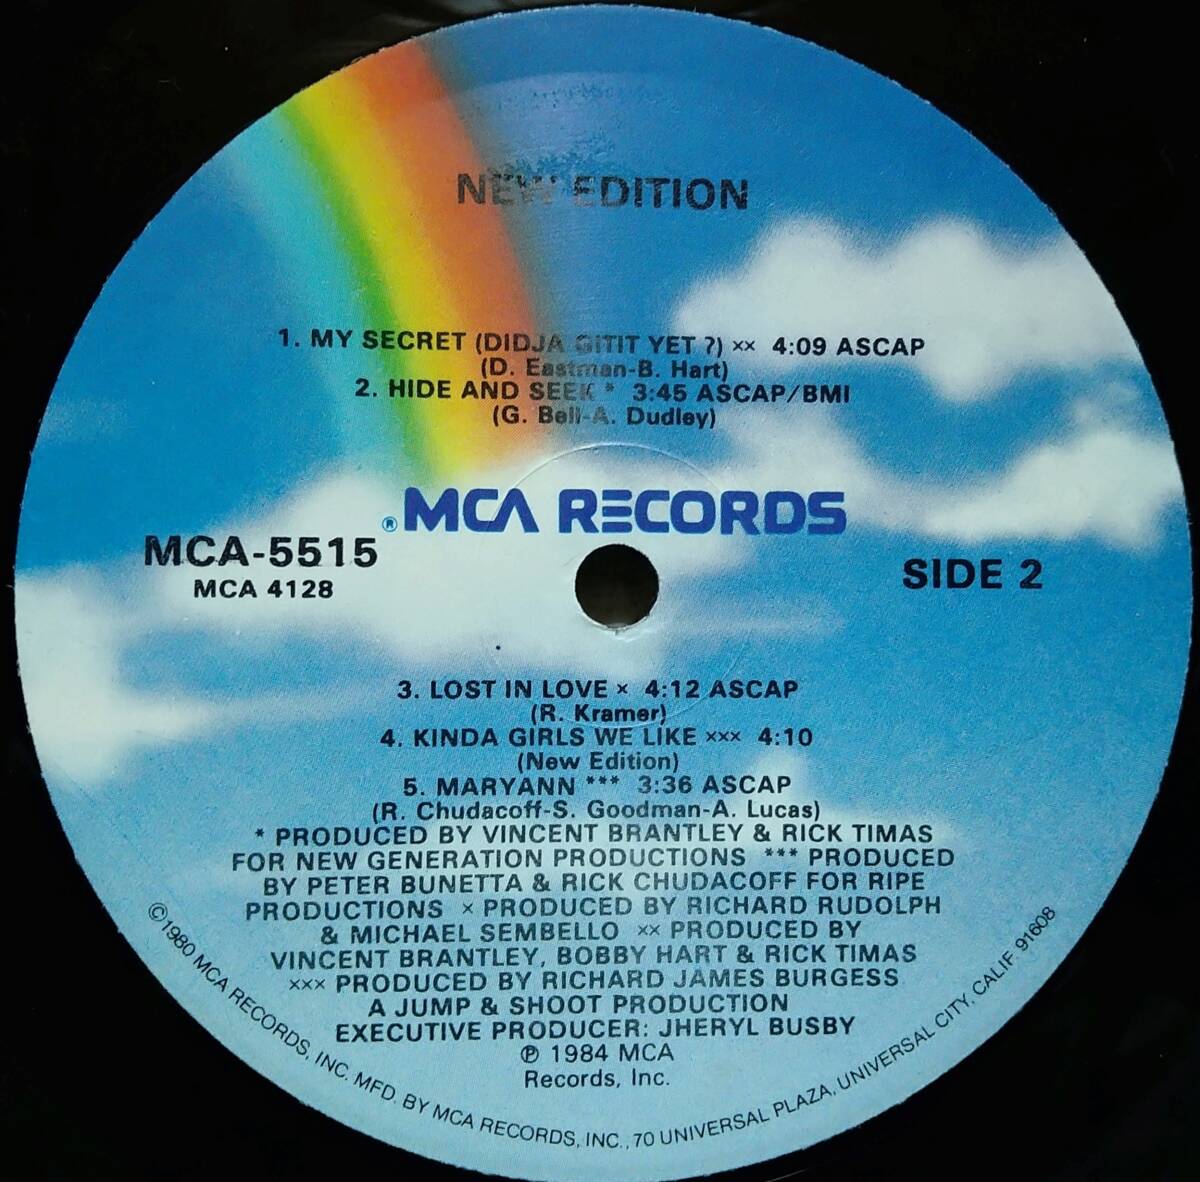 NEW EDITION
1. MY SECRET (DIDJA GITIT YET ?) ×× 4:09 ASCAP
(D. Eastman-B. Hart)
2. HIDE AND SEEK * 3:45 ASCAP/BMI
(G. Bell-A. Dudley)
® MCA RECORDS
MCA-5515
MCA 4128
SIDE 2
3. LOST IN LOVE × 4:12 ASCAP
(R. Kramer)
4. KINDA GIRLS WE LIKE ××× 4:10
(New Edition)
5. MARYANN *** 3:36 ASCAP
(R. Chudacoff-S. Goodman-A. Lucas)
* PRODUCED BY VINCENT BRANTLEY & RICK TIMAS
FOR NEW GENERATION PRODUCTIONS *** PRODUCED
BY PETER BUNETTA & RICK CHUDACOFF FOR RIPE
PRODUCTIONS × PRODUCED BY RICHARD RUDOLPH
& MICHAEL SEMBELLO ×× PRODUCED BY
VINCENT BRANTLEY, BOBBY HART & RICK TIMAS
××× PRODUCED BY RICHARD JAMES BURGESS
A JUMP & SHOOT PRODUCTION
EXECUTIVE PRODUCER: JHERYL BUSBY
℗ 1984 MCA
Records, Inc.
©1980 MCA RECORDS, INC. MFD. BY MCA RECORDS, INC., 70 UNIVERSAL PLAZA, UNIVERSAL CITY, CALIF. 91608